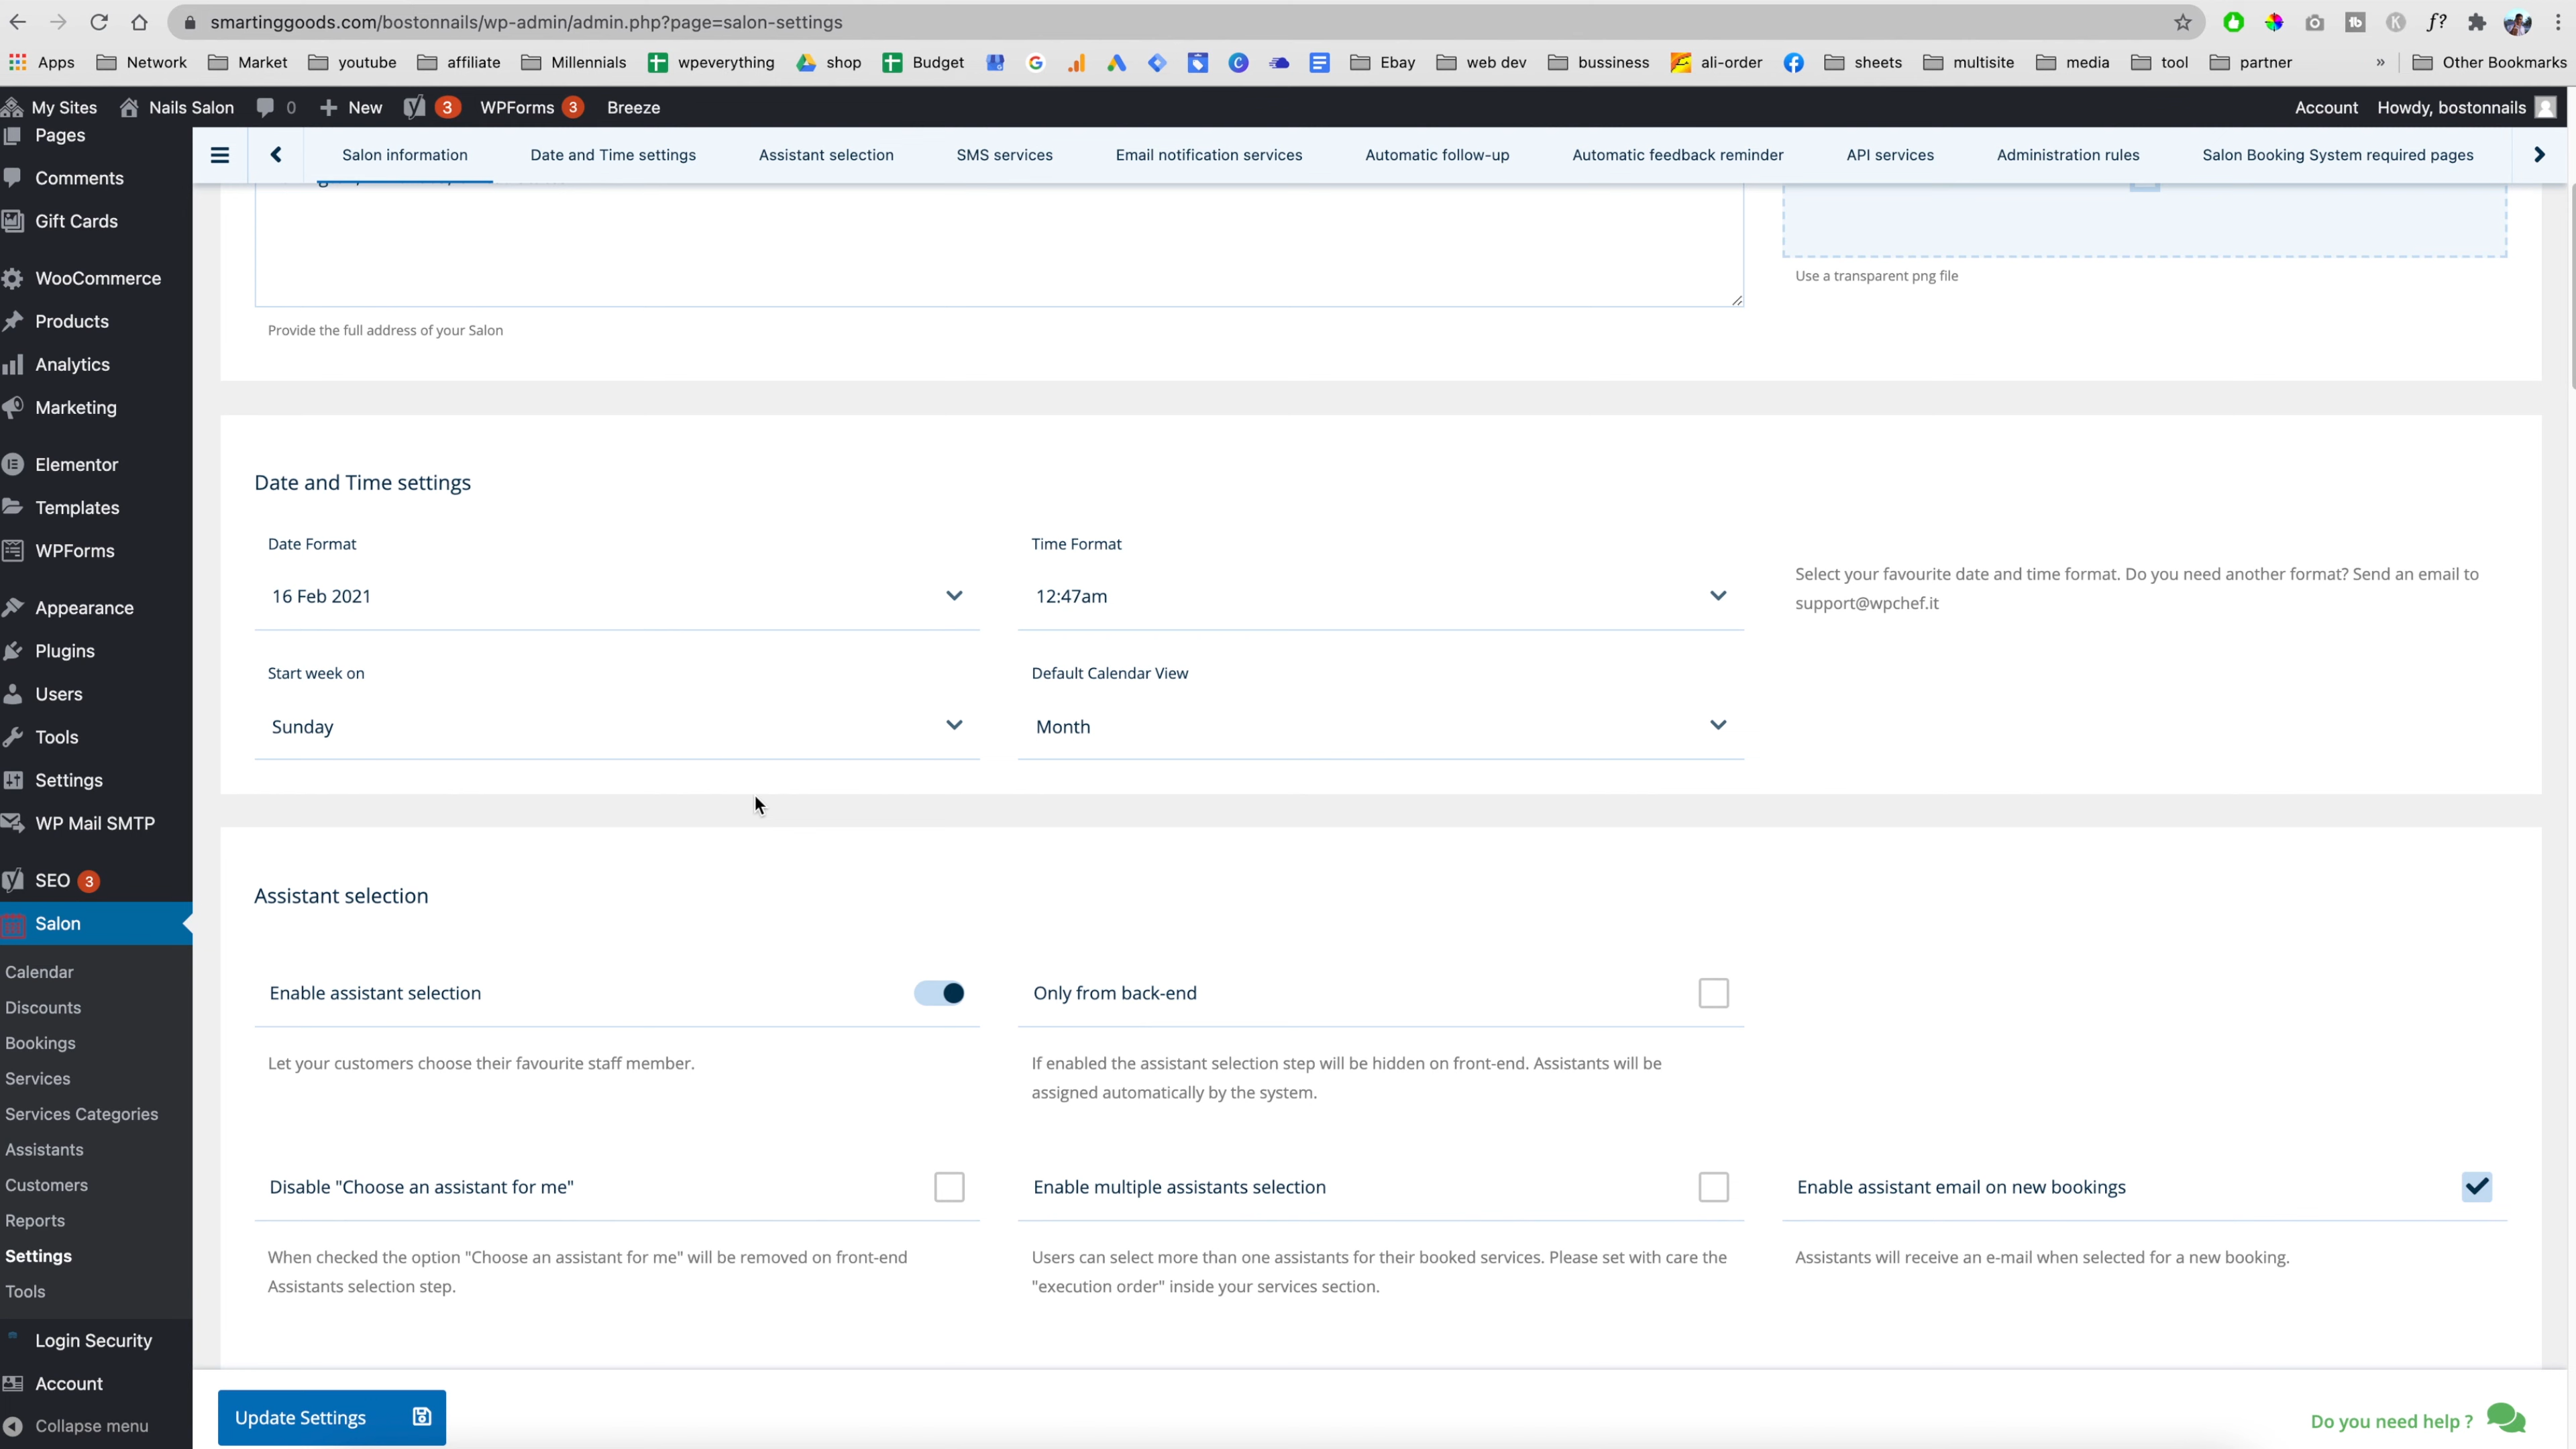 smartinggoods.com/bostonnails/wp-admin/admin.php?page=salon-settings
Apps Network Market youtube affiliate Millennials wpeverything shop Budget Ebay web dev bussiness ali-order sheets multisite media tool partner » Other Bookmarks
My Sites Nails Salon 0 + New 3 WPForms 3 Breeze Account Howdy, bostonnails
Pages
Comments
Gift Cards
WooCommerce
Products
Analytics
Marketing
Elementor
Templates
WPForms
Appearance
Plugins
Users
Tools
Settings
WP Mail SMTP
SEO 3
Salon
Calendar
Discounts
Bookings
Services
Services Categories
Assistants
Customers
Reports
Settings
Tools
Login Security
Account
Collapse menu
Salon information Date and Time settings Assistant selection SMS services Email notification services Automatic follow-up Automatic feedback reminder API services Administration rules Salon Booking System required pages
Use a transparent png file
Provide the full address of your Salon
Date and Time settings
Date Format Time Format
16 Feb 2021 12:47am
Select your favourite date and time format. Do you need another format? Send an email to
support@wpchef.it
Start week on Default Calendar View
Sunday Month
Assistant selection
Enable assistant selection Only from back-end
Let your customers choose their favourite staff member. If enabled the assistant selection step will be hidden on front-end. Assistants will be
assigned automatically by the system.
Disable "Choose an assistant for me" Enable multiple assistants selection Enable assistant email on new bookings
When checked the option "Choose an assistant for me" will be removed on front-end Users can select more than one assistants for their booked services. Please set with care the Assistants will receive an e-mail when selected for a new booking.
Assistants selection step. "execution order" inside your services section.
Update Settings Do you need help ?